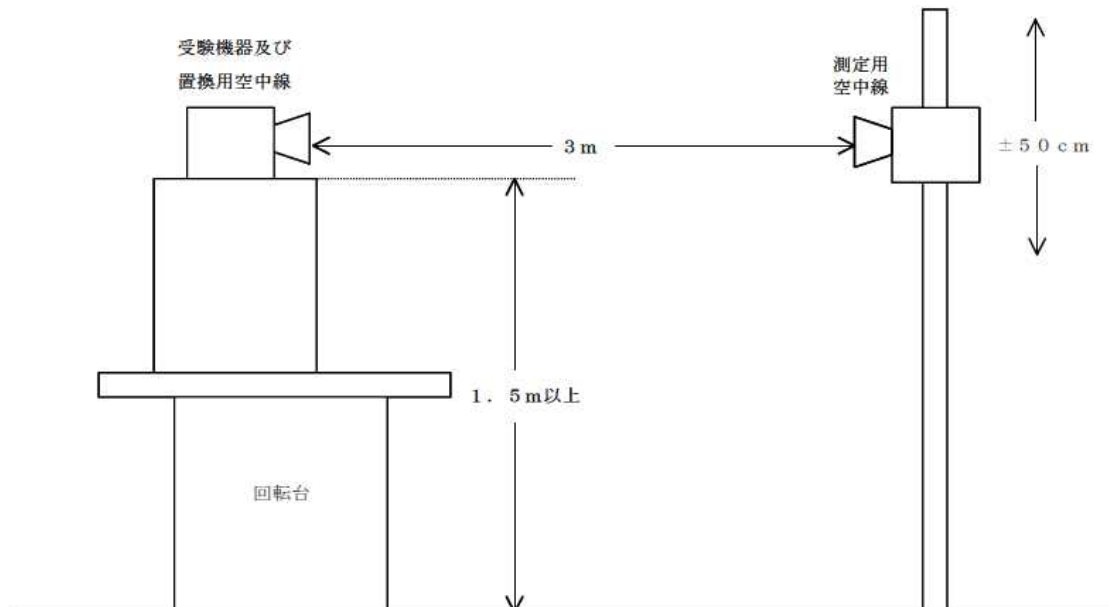 受験機器及び
置換用空中線
測定用
空中線
3m
±50cm
1．5m以上
回転台